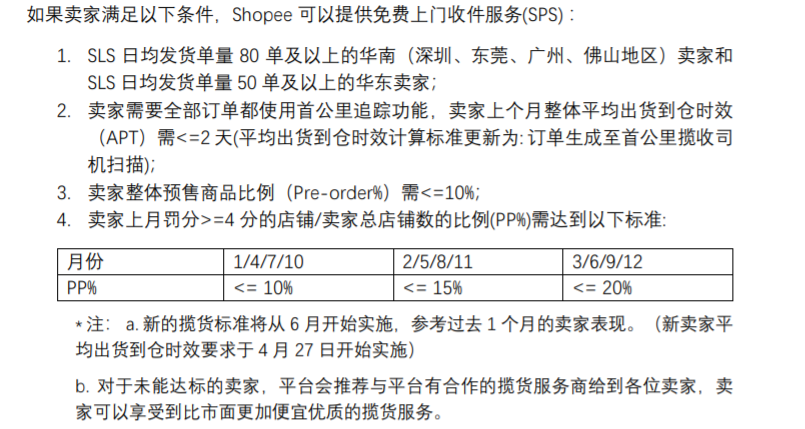 如果卖家满足以下条件，Shopee 可以提供免费上门收件服务(SPS)：
1. SLS 日均发货单量 80 单及以上的华南（深圳、东莞、广州、佛山地区）卖家和
SLS 日均发货单量 50 单及以上的华东卖家；
2. 卖家需要全部订单都使用首公里追踪功能，卖家上个月整体平均出货到仓时效
（APT）需<=2 天(平均出货到仓时效计算标准更新为: 订单生成至首公里揽收司
机扫描)；
3. 卖家整体预售商品比例（Pre-order%）需<=10%；
4. 卖家上月罚分>=4 分的店铺/卖家总店铺数的比例(PP%)需达到以下标准:
月份 1/4/7/10 2/5/8/11 3/6/9/12
PP% <= 10% <= 15% <= 20%
*注： a. 新的揽货标准将从 6 月开始实施，参考过去 1 个月的卖家表现。（新卖家平
均出货到仓时效要求于 4 月 27 日开始实施）
b. 对于未能达标的卖家，平台会推荐与平台有合作的揽货服务商给到各位卖家，卖
家可以享受到比市面更加便宜优质的揽货服务。